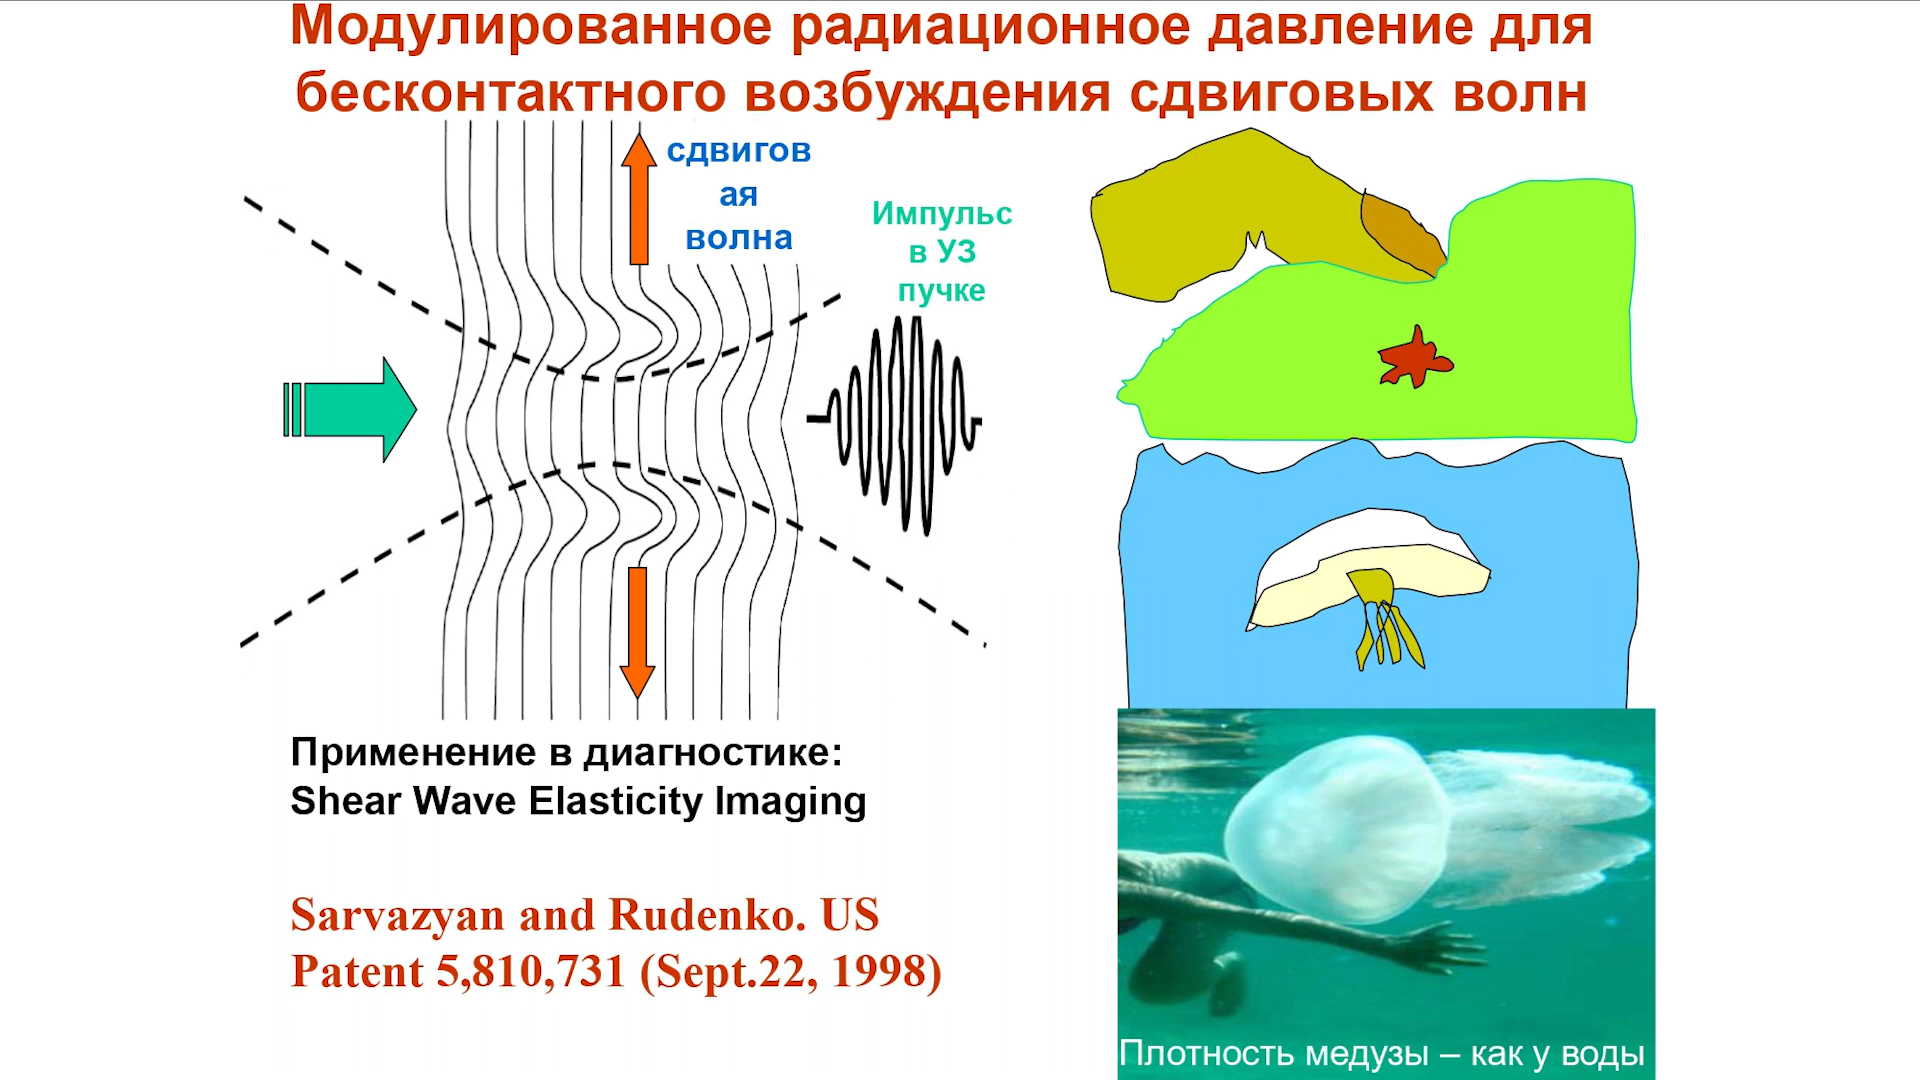 Модулированное радиационное давление для
бесконтактного возбуждения сдвиговых волн
сдвигов
ая
волна
Импульс
в УЗ
пучке
Применение в диагностике:
Shear Wave Elasticity Imaging
Sarvazyan and Rudenko. US
Patent 5,810,731 (Sept.22, 1998)
Плотность медузы – как у воды